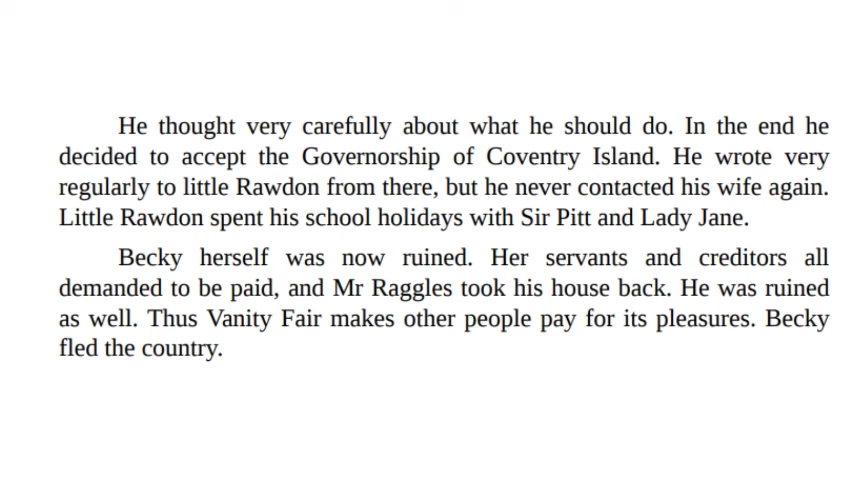 He thought very carefully about what he should do. In the end he
decided to accept the Governorship of Coventry Island. He wrote very
regularly to little Rawdon from there, but he never contacted his wife again.
Little Rawdon spent his school holidays with Sir Pitt and Lady Jane.
Becky herself was now ruined. Her servants and creditors all
demanded to be paid, and Mr Raggles took his house back. He was ruined
as well. Thus Vanity Fair makes other people pay for its pleasures. Becky
fled the country.